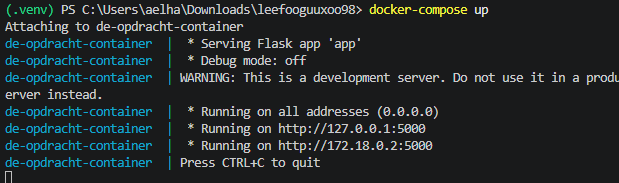 (.venv) PS C:\Users\aelha\Downloads\leefooguuxoo98> docker-compose up
Attaching to de-opdracht-container
de-opdracht-container | * Serving Flask app 'app'
de-opdracht-container | * Debug mode: off
de-opdracht-container | WARNING: This is a development server. Do not use it in a produ
erver instead.
de-opdracht-container | * Running on all addresses (0.0.0.0)
de-opdracht-container | * Running on http://127.0.0.1:5000
de-opdracht-container | * Running on http://172.18.0.2:5000
de-opdracht-container | Press CTRL+C to quit